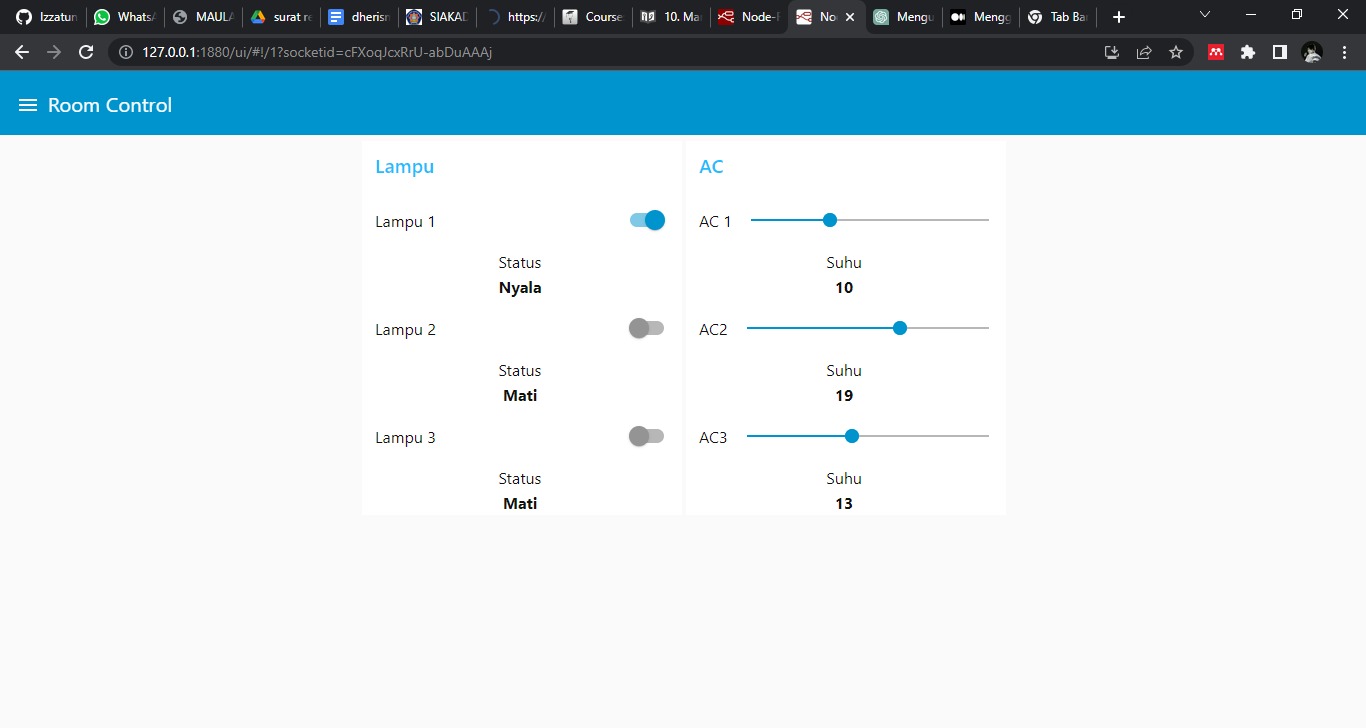 Izzatun
WhatsA
MAULA
surat re
dherisn
SIAKAD
https:/
Course
10. Ma
Node-
No
Mengu
Mengg
Tab Ba
127.0.0.1:1880/ui/#!/1?socketid=cFXoqJcxRrU-abDuAAAj
Room Control
Lampu
Lampu 1
Status
Nyala
Lampu 2
Status
Mati
Lampu 3
Status
Mati
AC
AC 1
Suhu
10
AC2
Suhu
19
AC3
Suhu
13